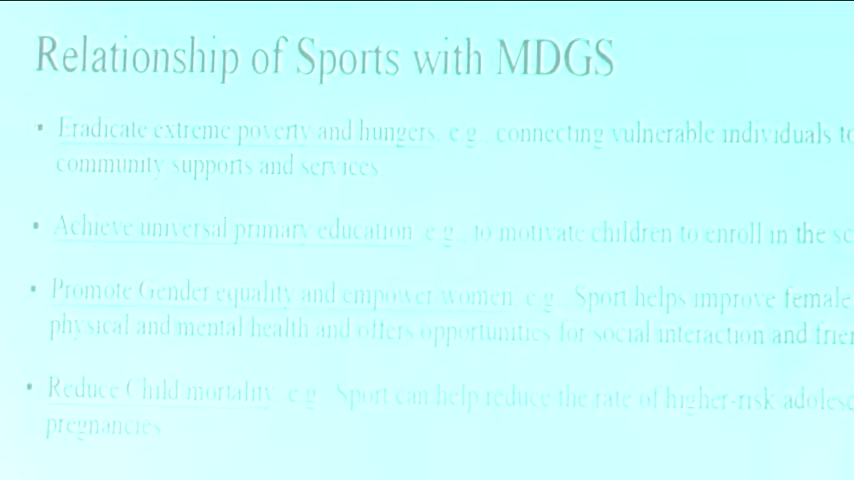 Relationship of Sports with MDGS
• Eradicate extreme poverty and hungers, e.g., connecting vulnerable individuals to
community supports and services
• Achieve universal primary education, e.g., to motivate children to enroll in the
• Promote Gender equality and empower women, e.g., Sport helps improve female
physical and mental health and offers opportunities for social interaction and
• Reduce Child mortality, e.g., Sport can help reduce the rate of higher-risk
pregnancies